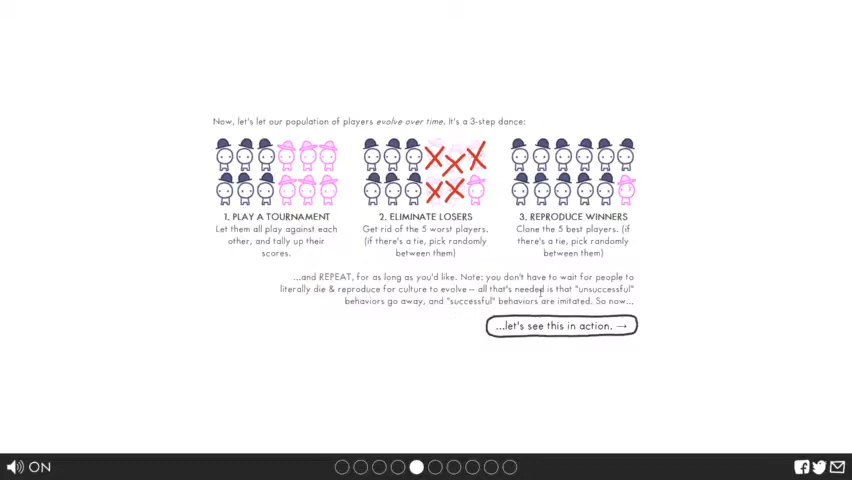 Now, let's let our population of players evolve over time. It's a 3-step dance:
1. PLAY A TOURNAMENT
Let them all play against each
other, and tally up their
scores.
2. ELIMINATE LOSERS
Get rid of the 5 worst players.
(if there's a tie, pick randomly
between them)
3. REPRODUCE WINNERS
Clone the 5 best players. (if
there's a tie, pick randomly
between them)
...and REPEAT, for as long as you'd like. Note: you don't have to wait for people to
literally die & reproduce for culture to evolve -- all that's needed is that "unsuccessful"
behaviors go away, and "successful" behaviors are imitated. So now...
...let's see this in action. →
ON